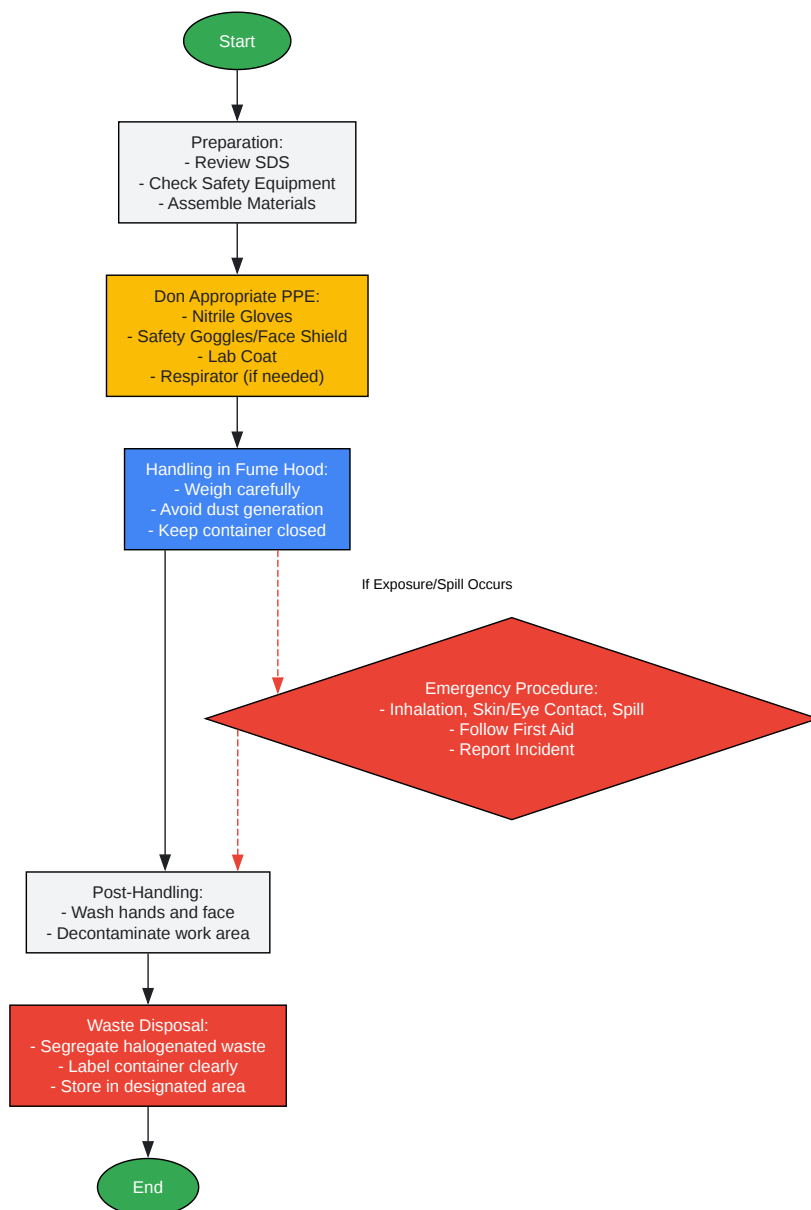 Start
Preparation:
- Review SDS
- Check Safety Equipment
- Assemble Materials
Don Appropriate PPE:
- Nitrile Gloves
- Safety Goggles/Face Shield
- Lab Coat
- Respirator (if needed)
Handling in Fume Hood:
- Weigh carefully
- Avoid dust generation
- Keep container closed
If Exposure/Spill Occurs
Emergency Procedure:
- Inhalation, Skin/Eye Contact, Spill
- Follow First Aid
- Report Incident
Post-Handling:
- Wash hands and face
- Decontaminate work area
Waste Disposal:
- Segregate halogenated waste
- Label container clearly
- Store in designated area
End